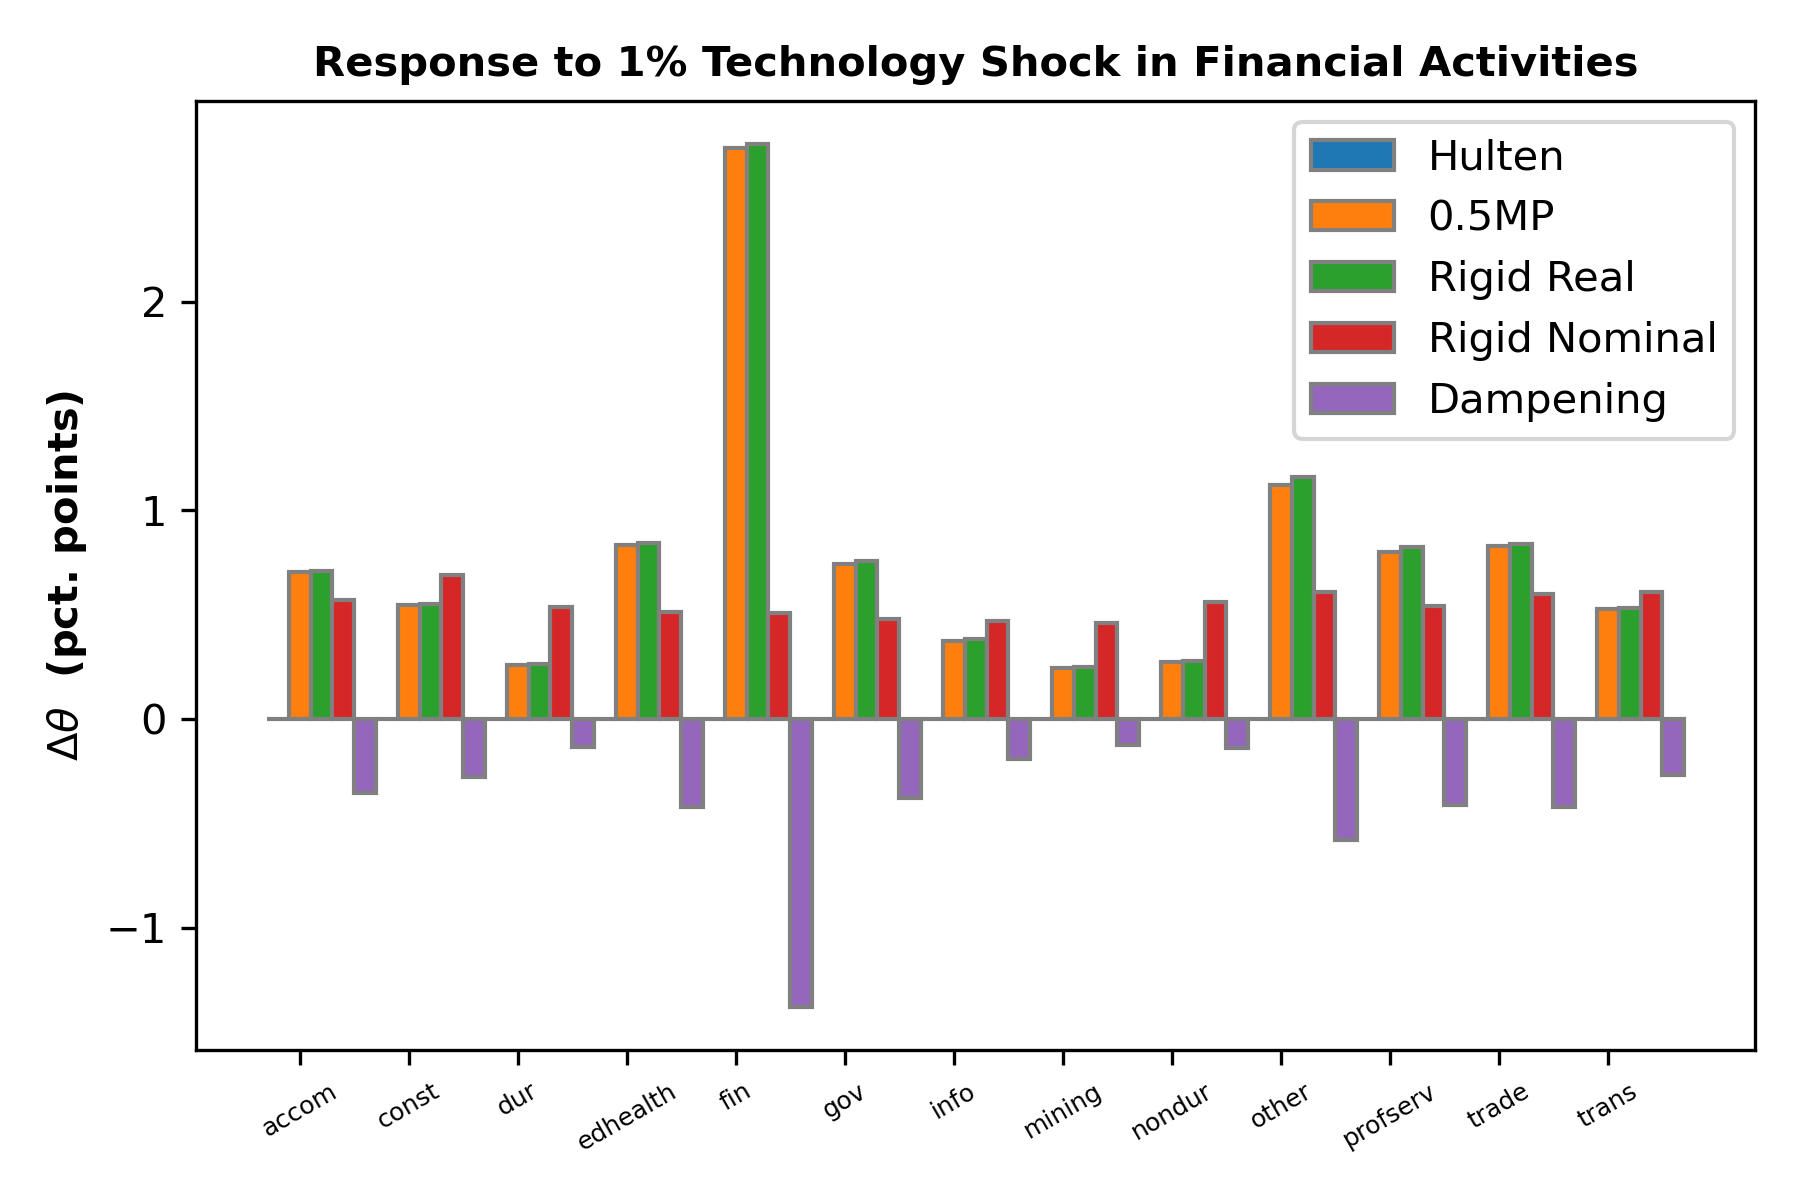 Response to 1% Technology Shock in Financial Activities
Hulten
0.5MP
Rigid Real
Rigid Nominal
Dampening
Δθ (pct. points)
2
1
0
−1
accom
const
dur
edhealth
fin
gov
info
mining
nondur
other
profserv
trade
trans